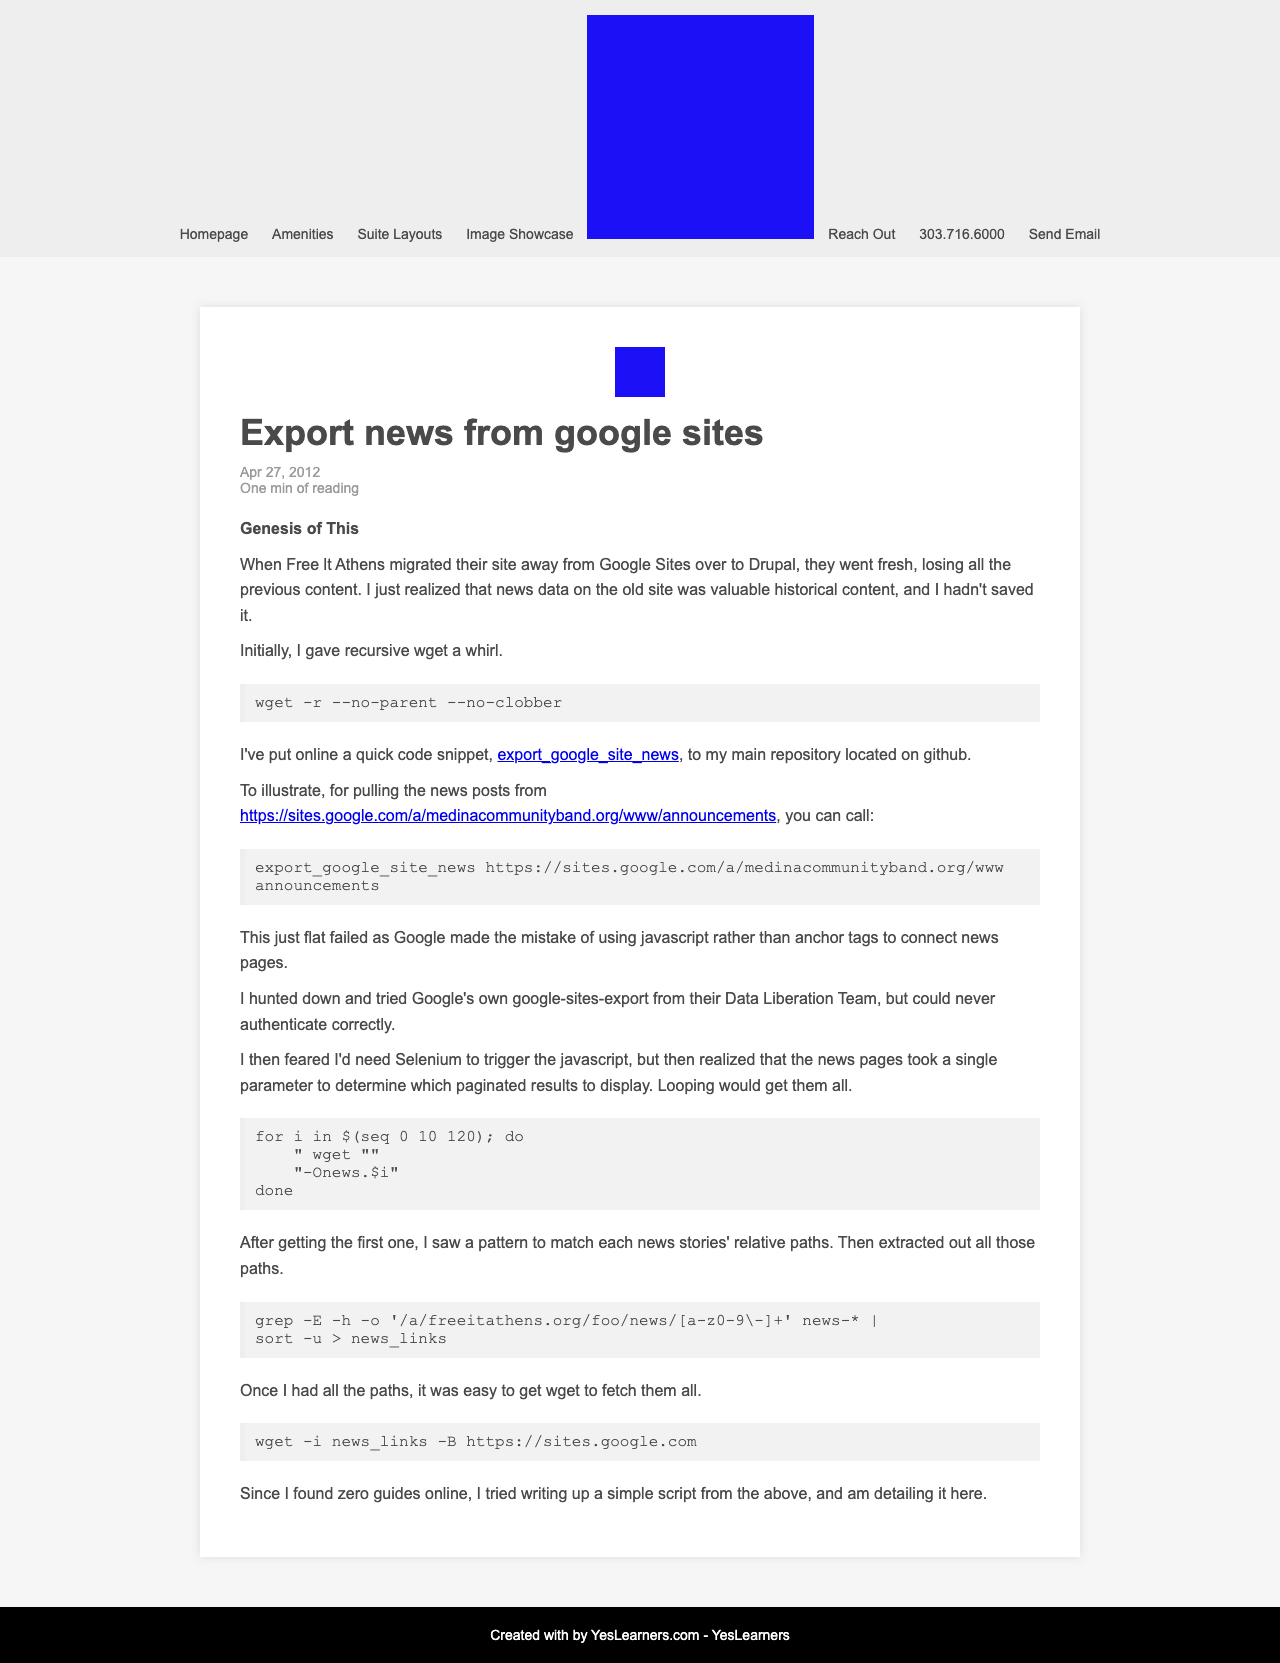 Homepage Amenities Suite Layouts Image Showcase Reach Out 303.716.6000 Send Email
Export news from google sites
Apr 27, 2012
One min of reading
Genesis of This
When Free It Athens migrated their site away from Google Sites over to Drupal, they went fresh, losing all the
previous content. I just realized that news data on the old site was valuable historical content, and I hadn't saved
it.
Initially, I gave recursive wget a whirl.
wget -r --no-parent --no-clobber
I've put online a quick code snippet, export_google_site_news, to my main repository located on github.
To illustrate, for pulling the news posts from
https://sites.google.com/a/medinacommunityband.org/www/announcements, you can call:
export_google_site_news https://sites.google.com/a/medinacommunityband.org/www
announcements
This just flat failed as Google made the mistake of using javascript rather than anchor tags to connect news
pages.
I hunted down and tried Google's own google-sites-export from their Data Liberation Team, but could never
authenticate correctly.
I then feared I'd need Selenium to trigger the javascript, but then realized that the news pages took a single
parameter to determine which paginated results to display. Looping would get them all.
for i in $(seq 0 10 120); do
    " wget ""
    "-Onews.$i"
done
After getting the first one, I saw a pattern to match each news stories' relative paths. Then extracted out all those
paths.
grep -E -h -o '/a/freeitathens.org/foo/news/[a-z0-9\-]+' news-* |
sort -u > news_links
Once I had all the paths, it was easy to get wget to fetch them all.
wget -i news_links -B https://sites.google.com
Since I found zero guides online, I tried writing up a simple script from the above, and am detailing it here.
Created with by YesLearners.com - YesLearners